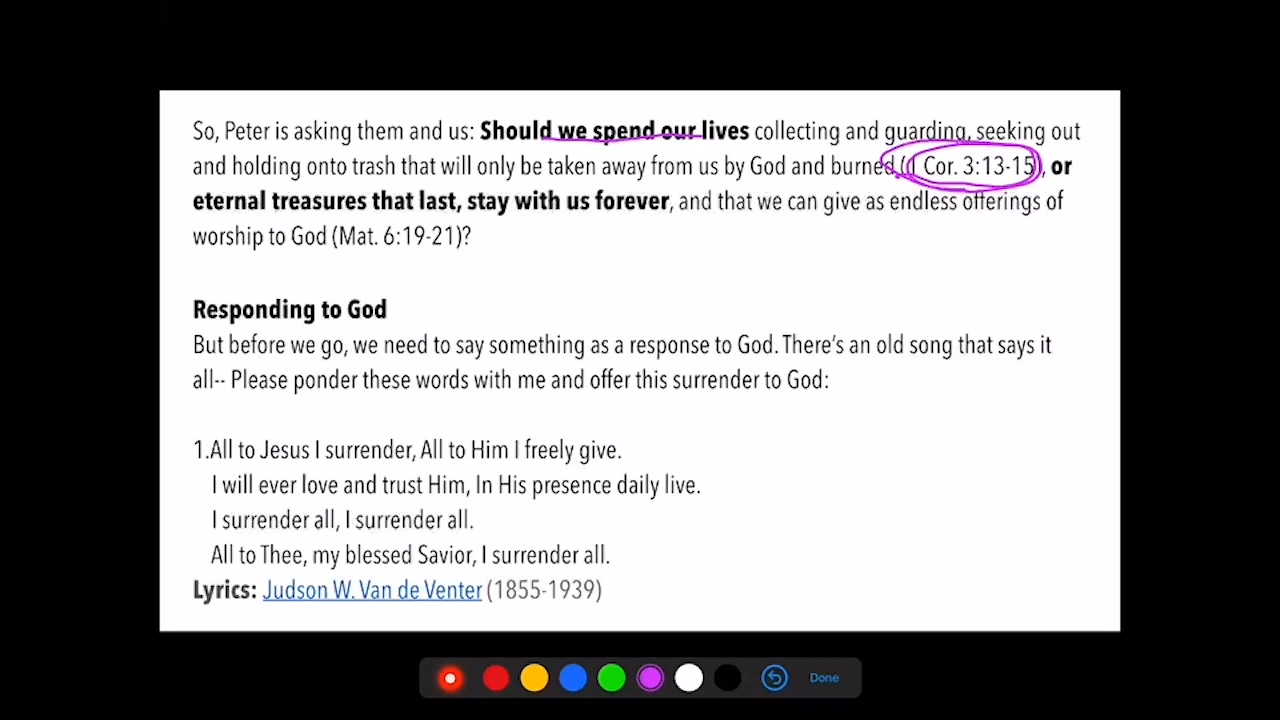 So, Peter is asking them and us: Should we spend our lives collecting and guarding, seeking out
and holding onto trash that will only be taken away from us by God and burned (1 Cor. 3:13-15), or
eternal treasures that last, stay with us forever, and that we can give as endless offerings of
worship to God (Mat. 6:19-21)?
Responding to God
But before we go, we need to say something as a response to God. There's an old song that says it
all-- Please ponder these words with me and offer this surrender to God:
1.All to Jesus I surrender, All to Him I freely give.
I will ever love and trust Him, In His presence daily live.
I surrender all, I surrender all.
All to Thee, my blessed Savior, I surrender all.
Lyrics: Judson W. Van de Venter (1855-1939)
Done